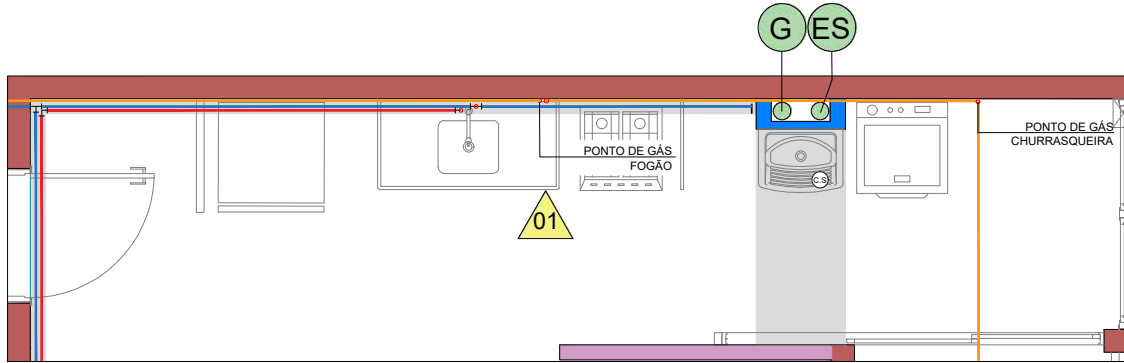 G
ES
PONTO DE GÁS
FOGÃO
PONTO DE GÁS
CHURRASQUEIRA
C.S
01